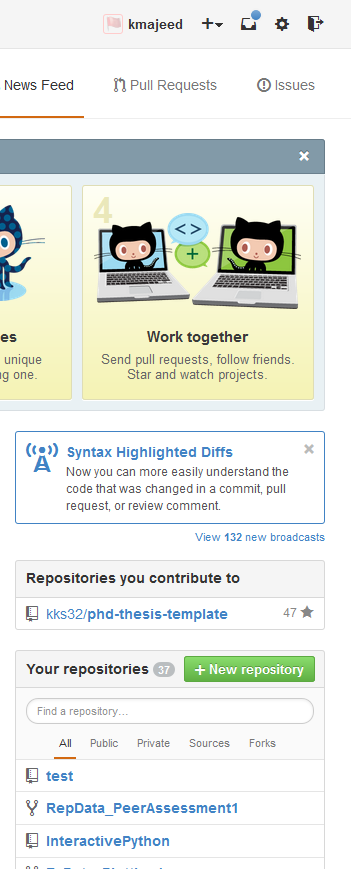 kmajeed
News Feed
Pull Requests
Issues
4
<>
+
es
unique
g one.
Work together
Send pull requests, follow friends.
Star and watch projects.
Syntax Highlighted Diffs
Now you can more easily understand the
code that was changed in a commit, pull
request, or review comment.
View 132 new broadcasts
Repositories you contribute to
kks32/phd-thesis-template 47
Your repositories 37 + New repository
Find a repository…
All Public Private Sources Forks
test
RepData_PeerAssessment1
InteractivePython